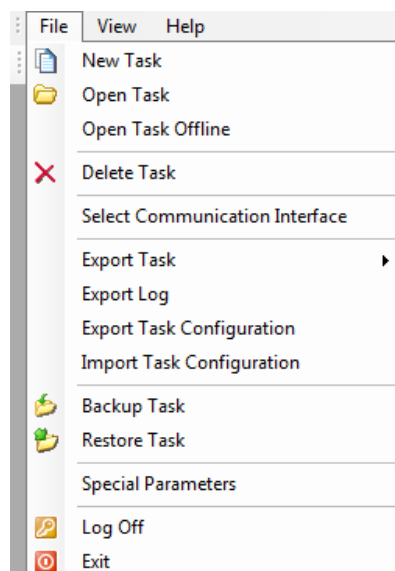 File View Help
New Task
Open Task
Open Task Offline
Delete Task
Select Communication Interface
Export Task
Export Log
Export Task Configuration
Import Task Configuration
Backup Task
Restore Task
Special Parameters
Log Off
Exit